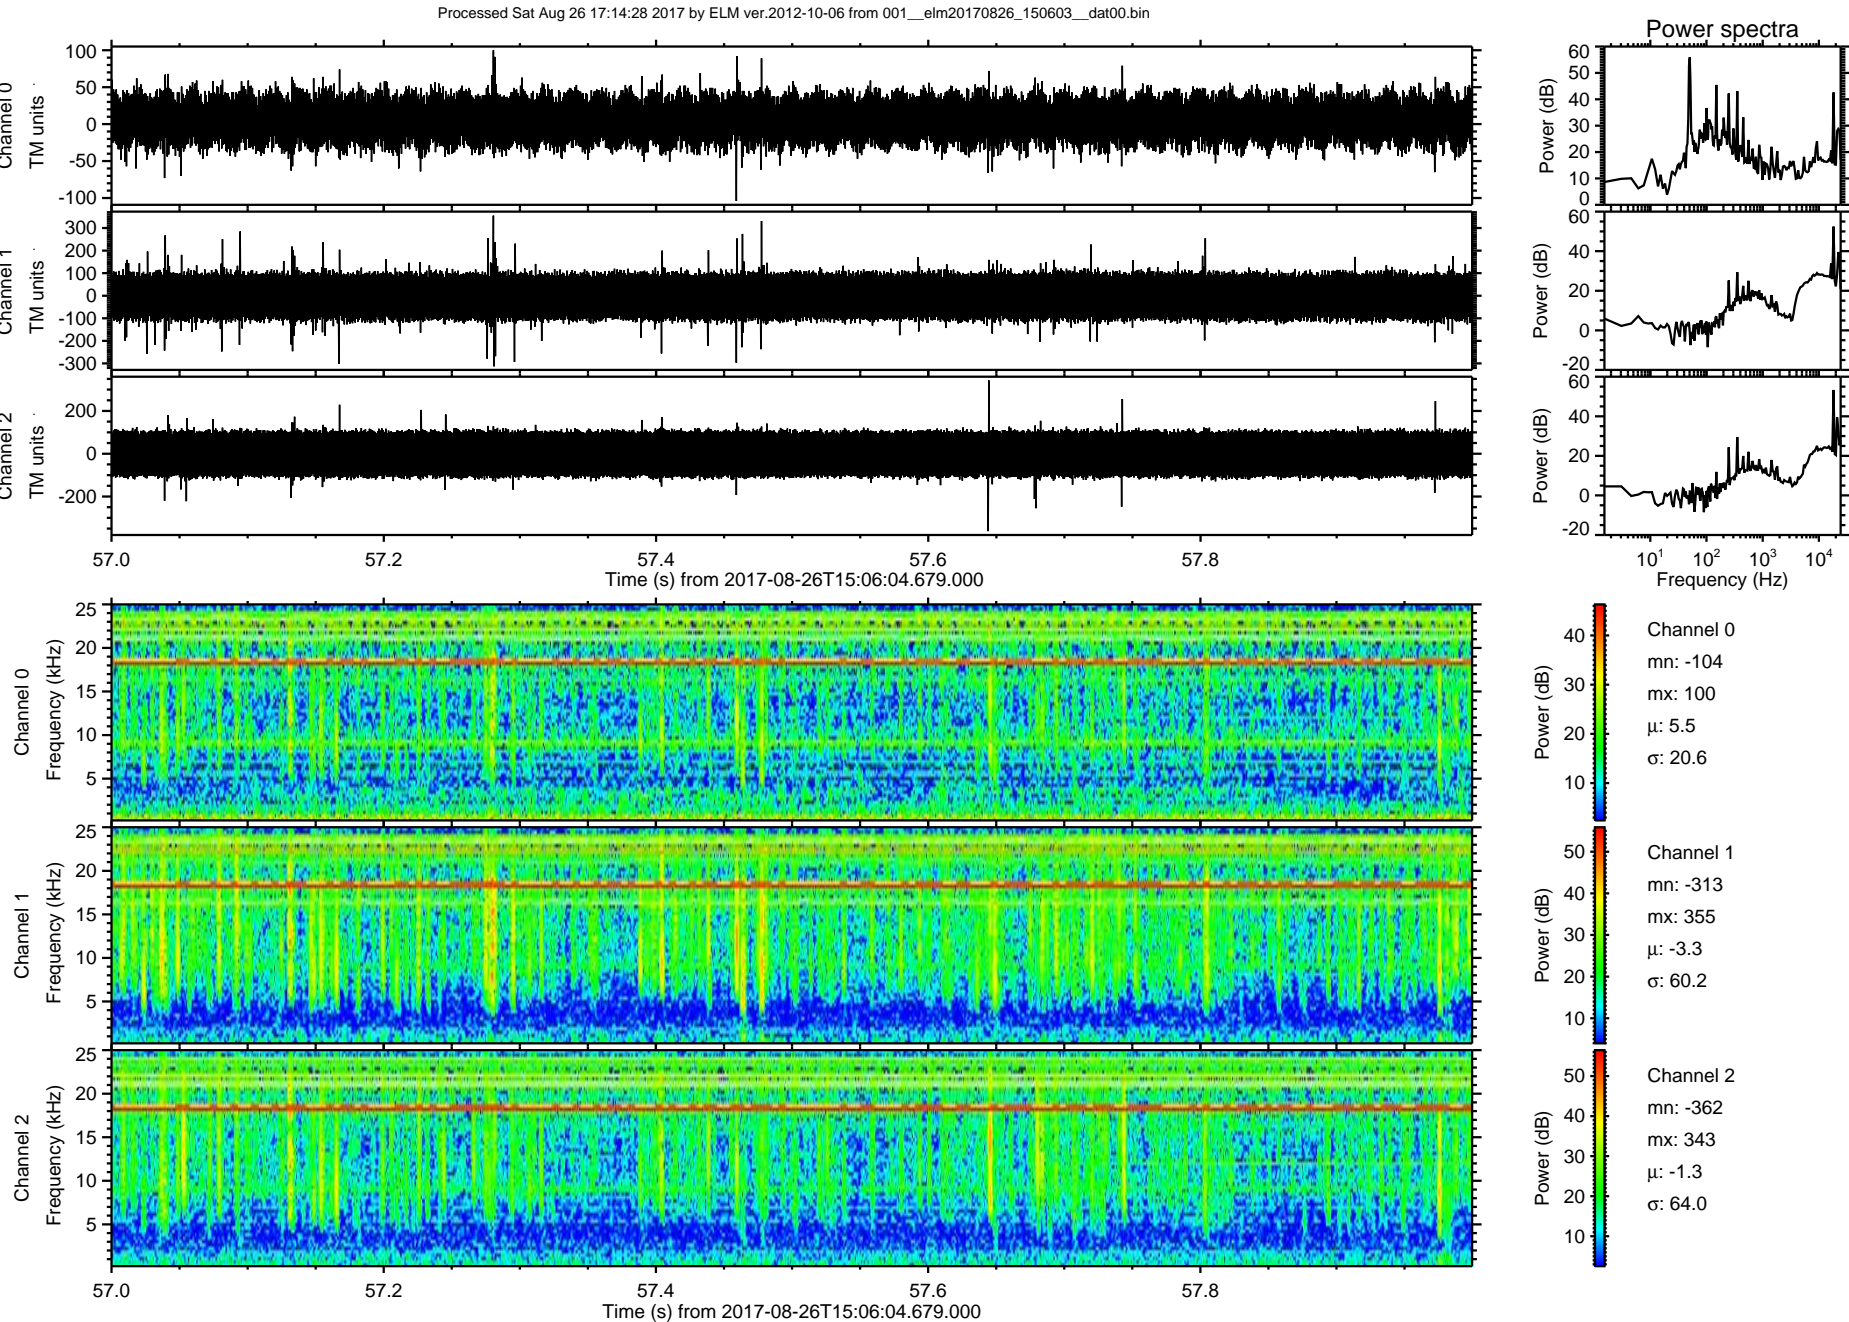 Processed Sat Aug 26 17:14:28 2017 by ELM ver.2012-10-06 from 001__elm20170826_150603__dat00.bin
Power spectra
Channel 0
TM units
100
50
0
-50
-100
Power (dB)
60
50
40
30
20
10
0
Channel 1
TM units
300
200
100
0
-100
-200
-300
Power (dB)
60
40
20
0
-20
Channel 2
TM units
200
0
-200
Power (dB)
60
40
20
0
-20
57.0 57.2 57.4 57.6 57.8
Time (s) from 2017-08-26T15:06:04.679.000
10^1 10^2 10^3 10^4
Frequency (Hz)
Channel 0
Frequency (kHz)
25
20
15
10
5
Power (dB)
40
30
20
10
Channel 0
mn: -104
mx: 100
μ: 5.5
σ: 20.6
Channel 1
Frequency (kHz)
25
20
15
10
5
Power (dB)
50
40
30
20
10
Channel 1
mn: -313
mx: 355
μ: -3.3
σ: 60.2
Channel 2
Frequency (kHz)
25
20
15
10
5
Power (dB)
50
40
30
20
10
Channel 2
mn: -362
mx: 343
μ: -1.3
σ: 64.0
57.0 57.2 57.4 57.6 57.8
Time (s) from 2017-08-26T15:06:04.679.000